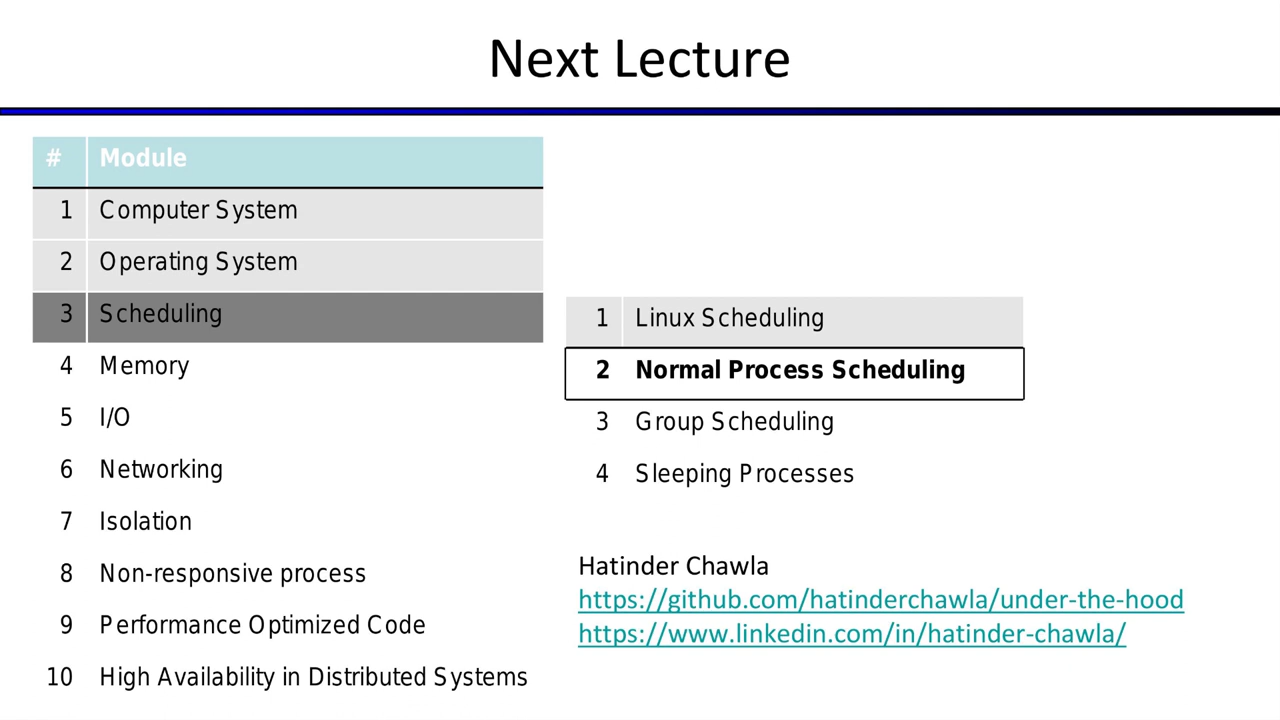 Next Lecture
# Module
1 Computer System
2 Operating System
3 Scheduling
4 Memory
5 I/O
6 Networking
7 Isolation
8 Non-responsive process
9 Performance Optimized Code
10 High Availability in Distributed Systems
1 Linux Scheduling
2 Normal Process Scheduling
3 Group Scheduling
4 Sleeping Processes
Hatinder Chawla
https://github.com/hatinderchawla/under-the-hood
https://www.linkedin.com/in/hatinder-chawla/